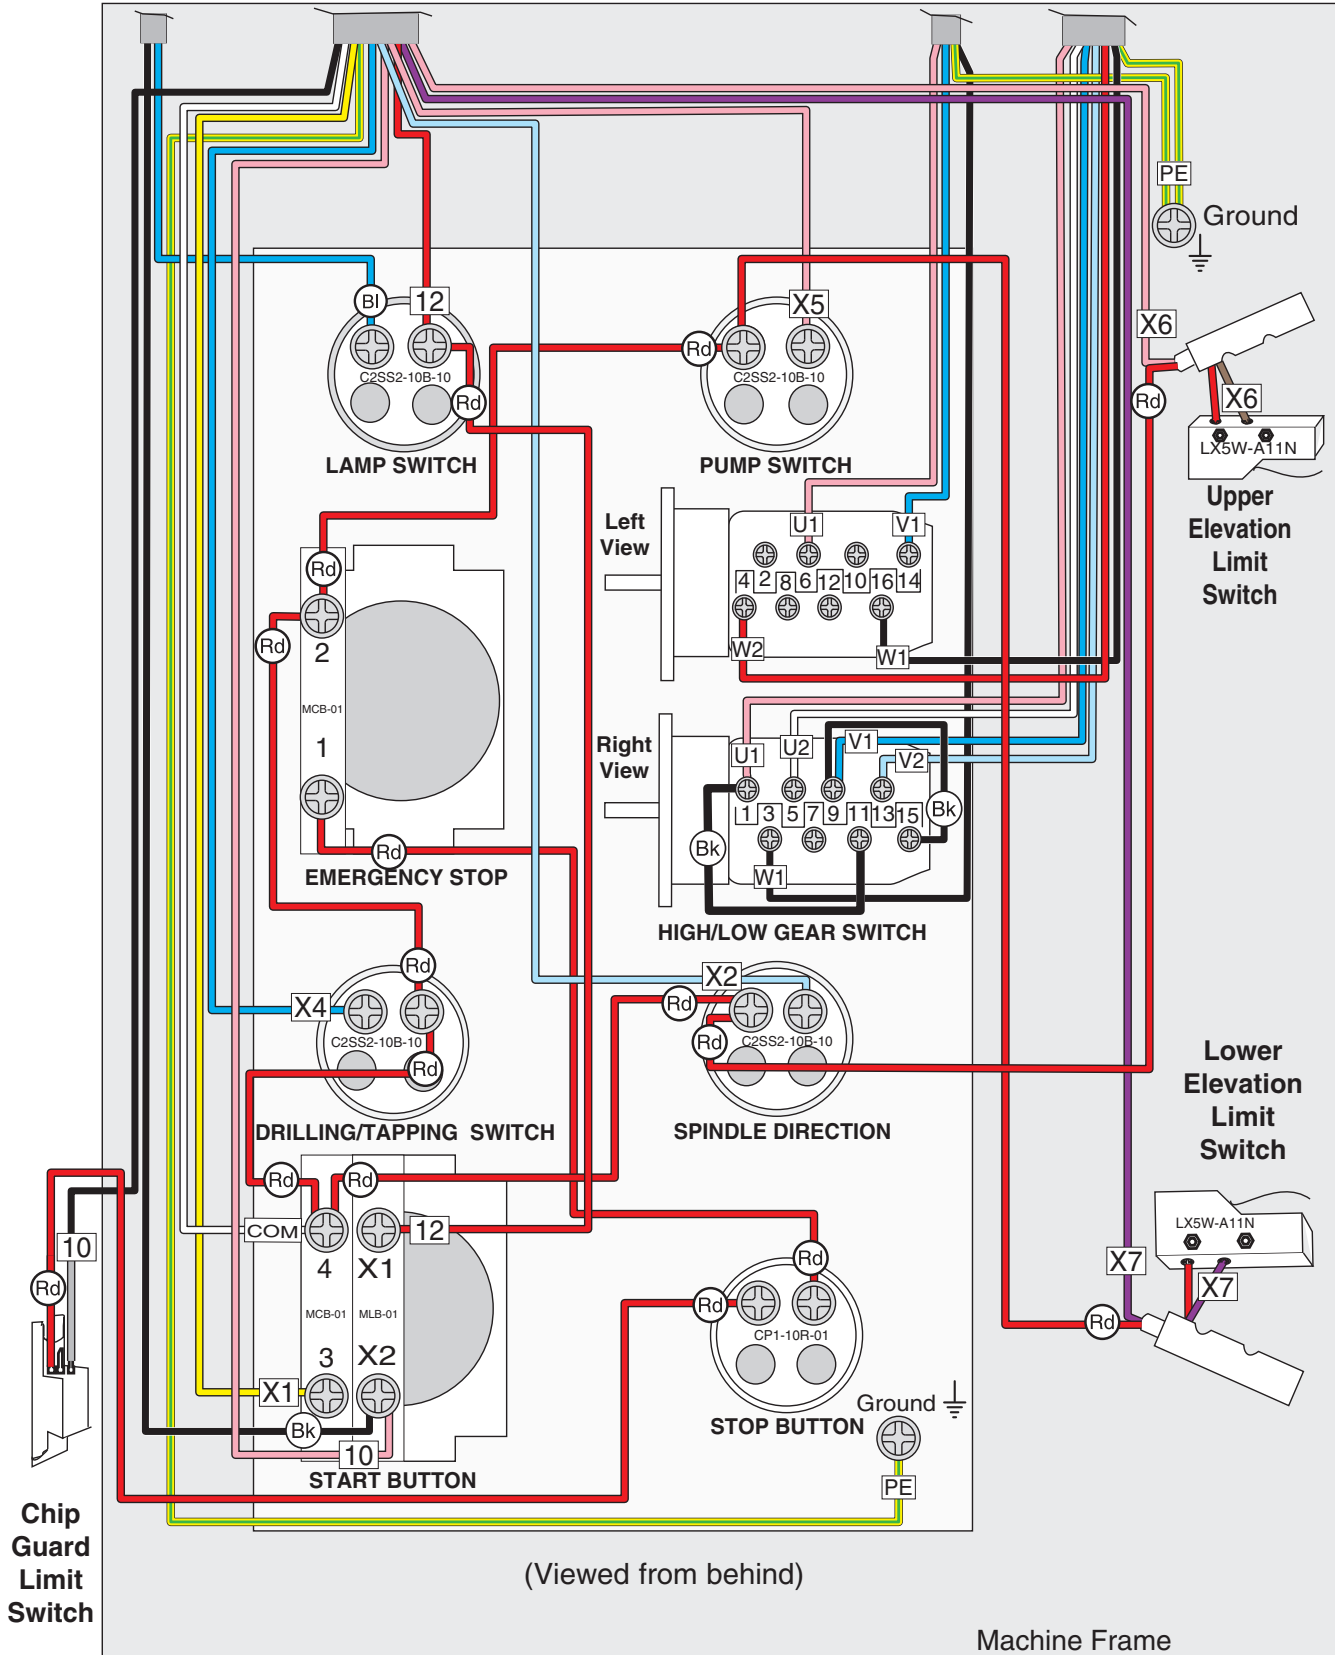 PE
Ground
Bl
12
X5
X6
Rd
C2SS2-10B-10
Rd
C2SS2-10B-10
Rd
X6
LX5W-A11N
LAMP SWITCH
PUMP SWITCH
Upper
Elevation
Limit
Switch
Left
View
U1
V1
4
2
8
6
12
10
16
14
W2
W1
Rd
Rd
2
MCB-01
1
Right
View
U1
U2
V1
V2
1
3
5
7
9
11
13
15
Bk
Bk
W1
Rd
EMERGENCY STOP
HIGH/LOW GEAR SWITCH
Rd
X4
C2SS2-10B-10
Rd
X2
Rd
Rd
C2SS2-10B-10
DRILLING/TAPPING SWITCH
SPINDLE DIRECTION
Lower
Elevation
Limit
Switch
Rd
Rd
COM
12
4
X1
MCB-01
MLB-01
3
X2
X1
Bk
10
START BUTTON
10
Rd
Rd
Rd
CP1-10R-01
STOP BUTTON
Ground
PE
LX5W-A11N
X7
X7
Rd
Chip
Guard
Limit
Switch
(Viewed from behind)
Machine Frame